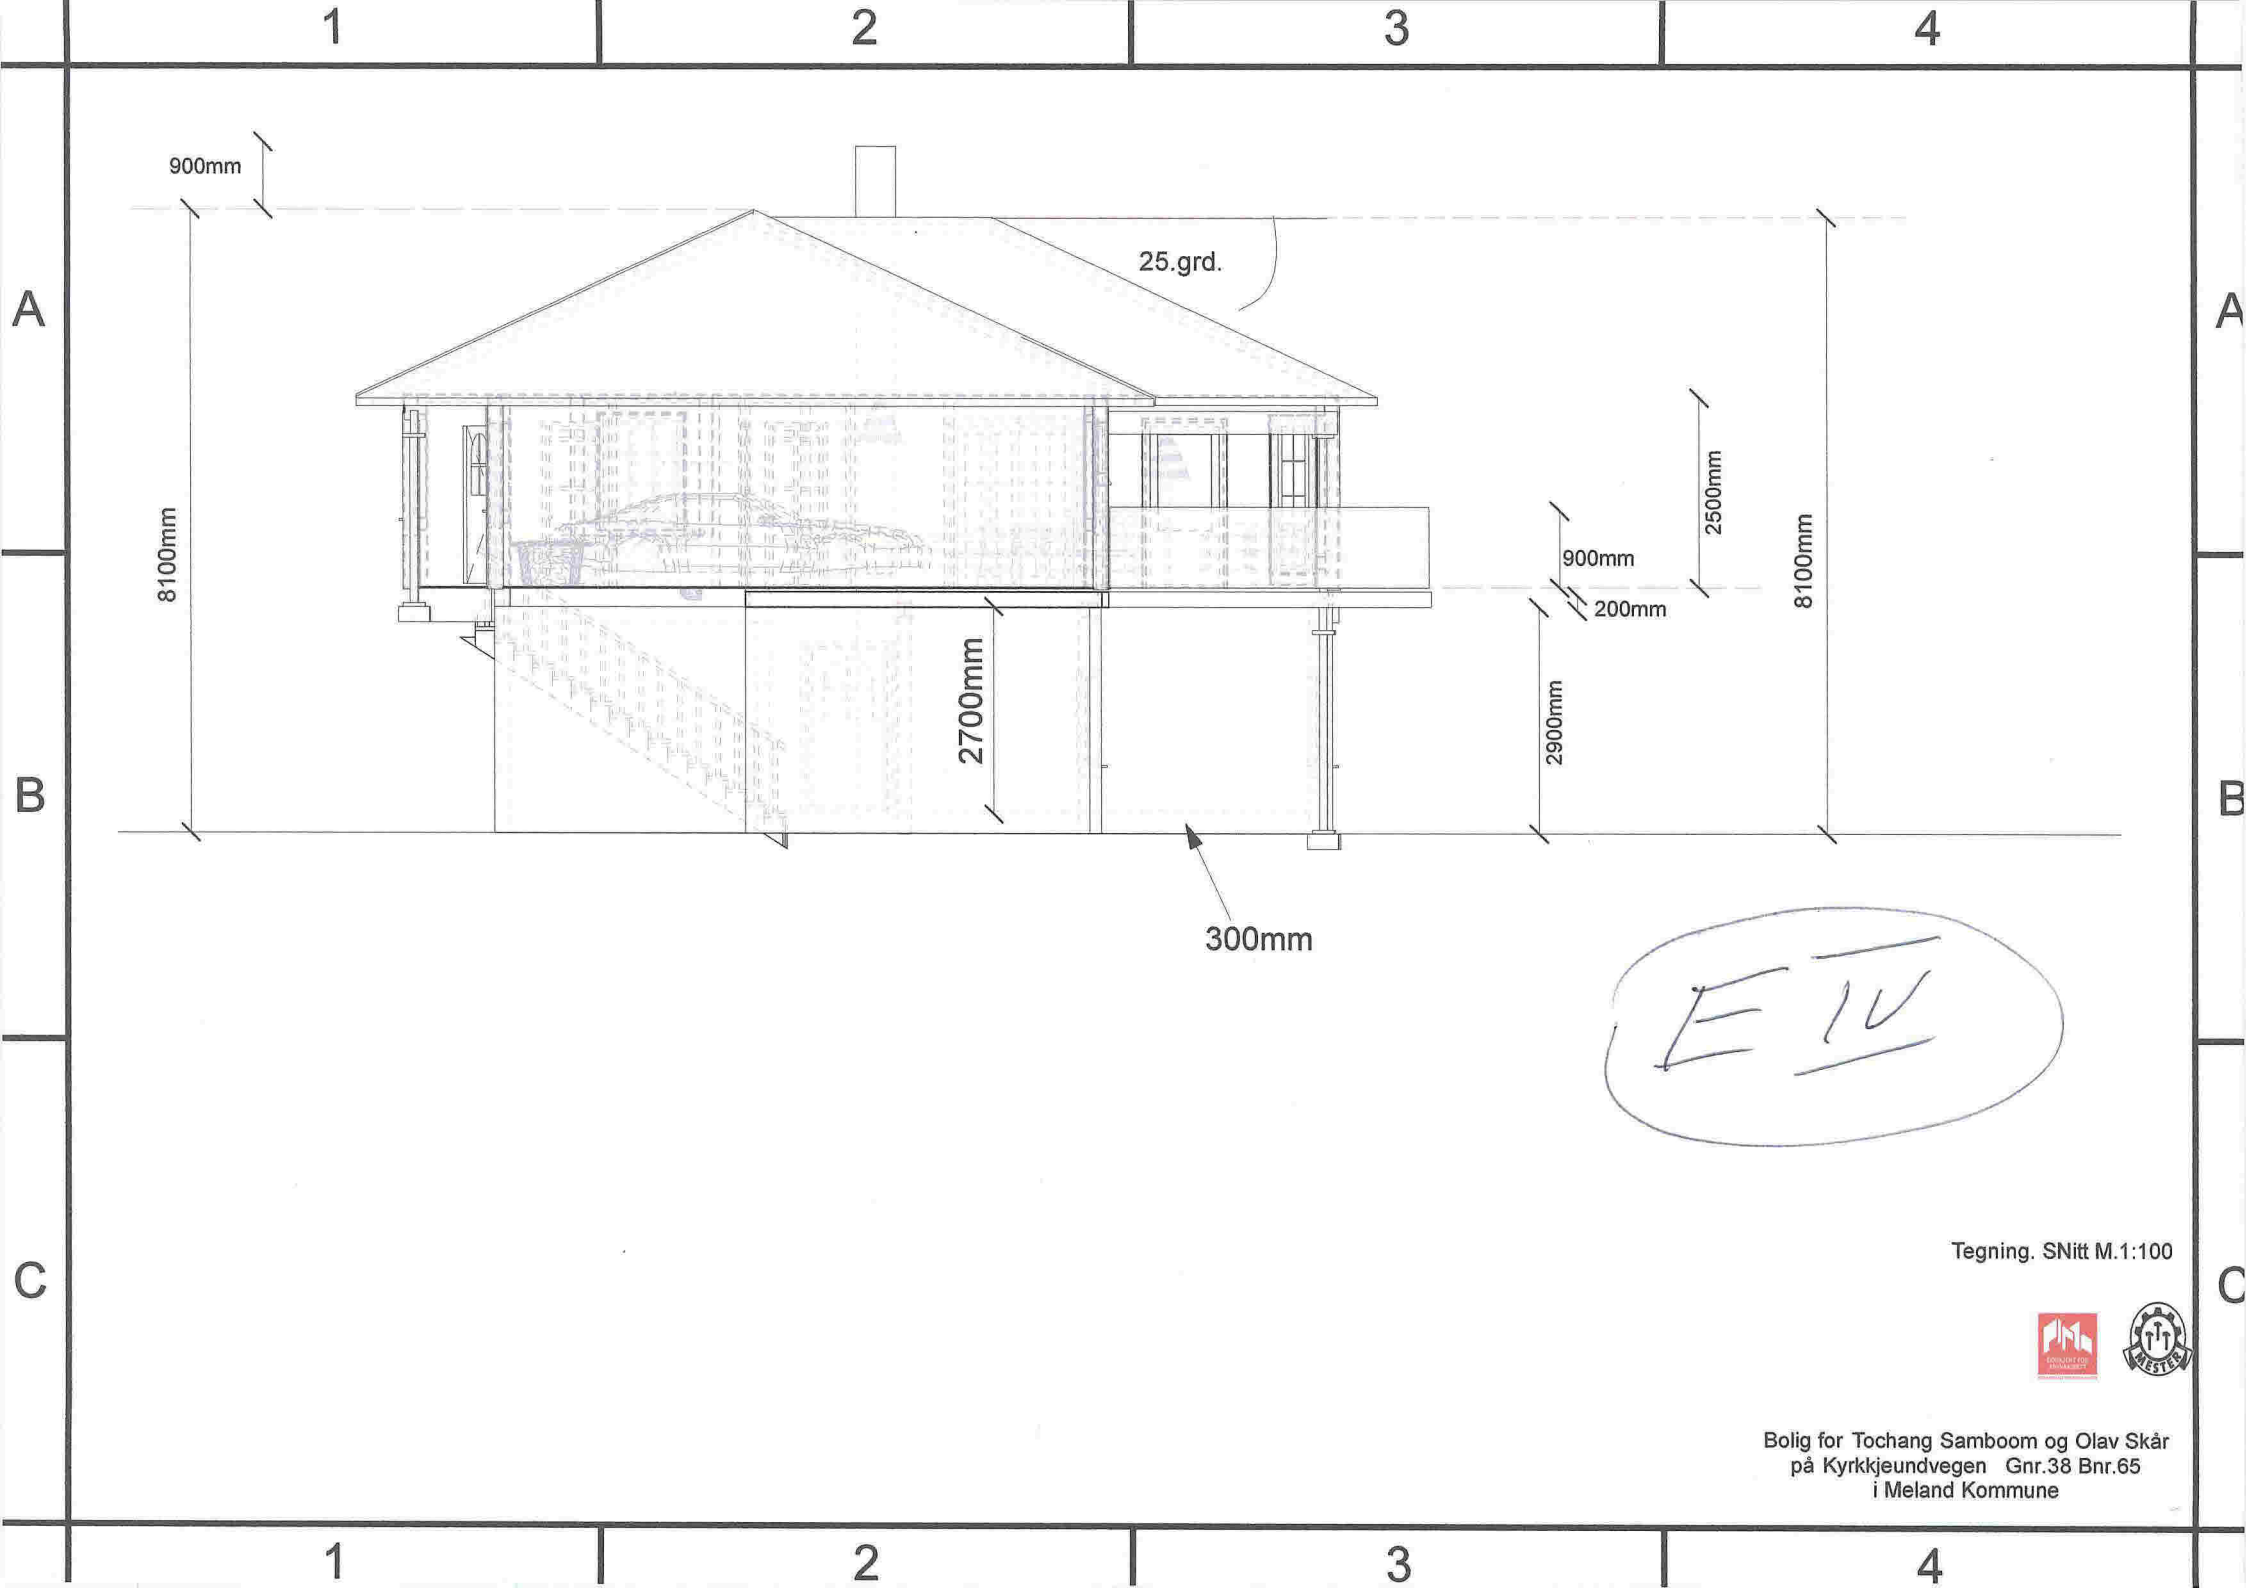 1 2 3 4
900mm
25.grd.
A A
8100mm
2500mm
8100mm
900mm
200mm
2700mm
2900mm
B B
300mm
E IV
Tegning. SNitt M.1:100
C C
MESTER
Bolig for Tochang Samboom og Olav Skår
på Kyrkkjeundvegen Gnr.38 Bnr.65
i Meland Kommune
1 2 3 4